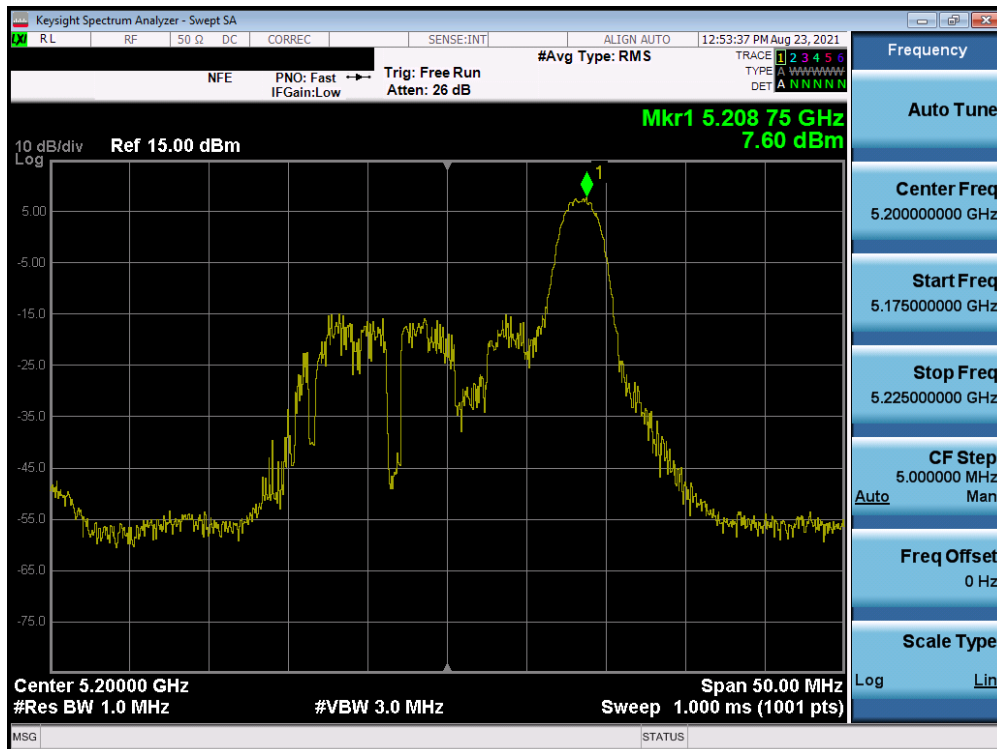 Keysight Spectrum Analyzer - Swept SA
LXI RL RF 50 Ω DC CORREC SENSE:INT ALIGN AUTO 12:53:37 PM Aug 23, 2021
NFE PNO: Fast Trig: Free Run #Avg Type: RMS TRACE 1 2 3 4 5 6
IFGain:Low Atten: 26 dB TYPE A WWWWW
DET A N N N N N
Mkr1 5.208 75 GHz
7.60 dBm
10 dB/div Ref 15.00 dBm
Log
1
5.00
-5.00
-15.0
-25.0
-35.0
-45.0
-55.0
-65.0
-75.0
Center 5.20000 GHz Span 50.00 MHz
#Res BW 1.0 MHz #VBW 3.0 MHz Sweep 1.000 ms (1001 pts)
MSG STATUS
Frequency
Auto Tune
Center Freq
5.200000000 GHz
Start Freq
5.175000000 GHz
Stop Freq
5.225000000 GHz
CF Step
5.000000 MHz
Auto Man
Freq Offset
0 Hz
Scale Type
Log Lin